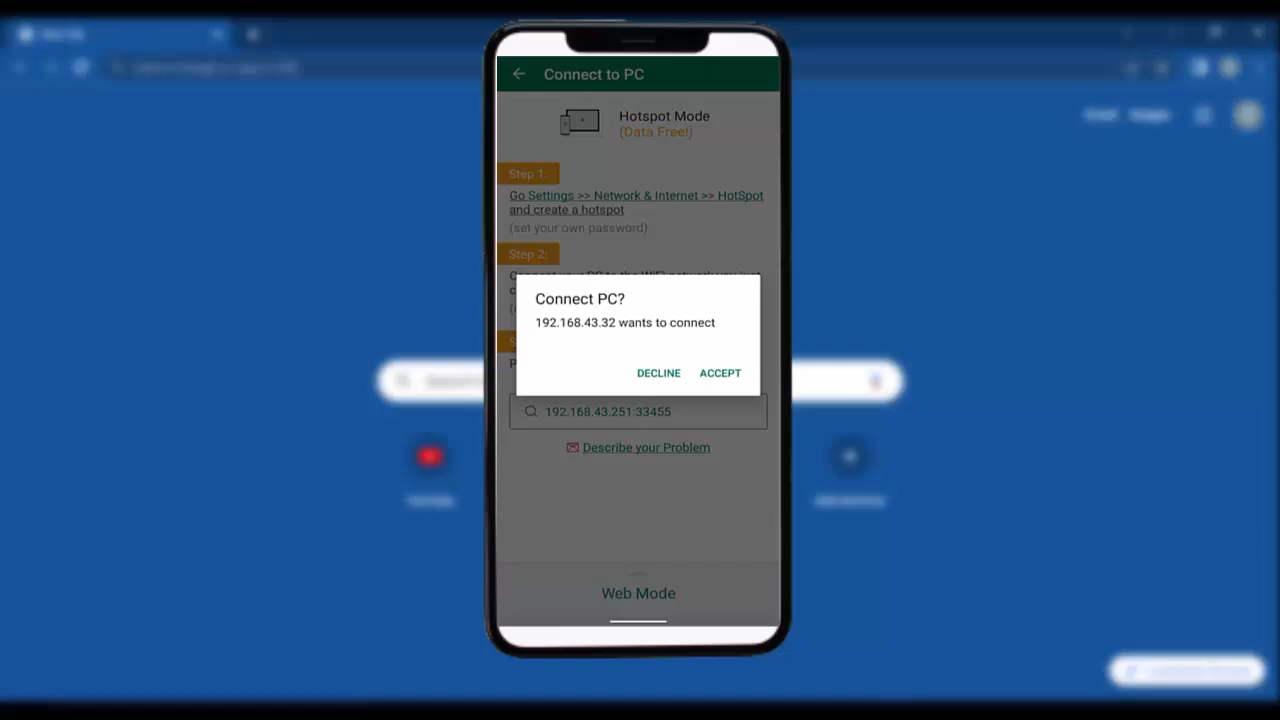 Connect to PC
Hotspot Mode
(Data Free!)
Step 1:
Go Settings >> Network & Internet >> HotSpot
and create a hotspot
(set your own password)
Step 2:
Connect PC?
192.168.43.32 wants to connect
DECLINE ACCEPT
192.168.43.251:33455
Describe your Problem
Web Mode